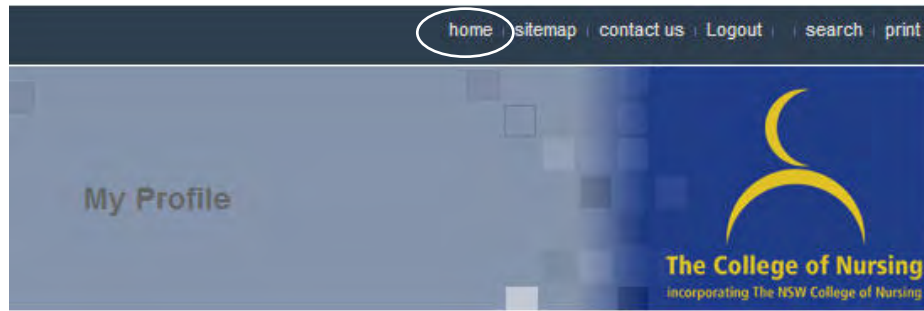 home sitemap contact us Logout search print
My Profile
The College of Nursing
incorporating The NSW College of Nursing